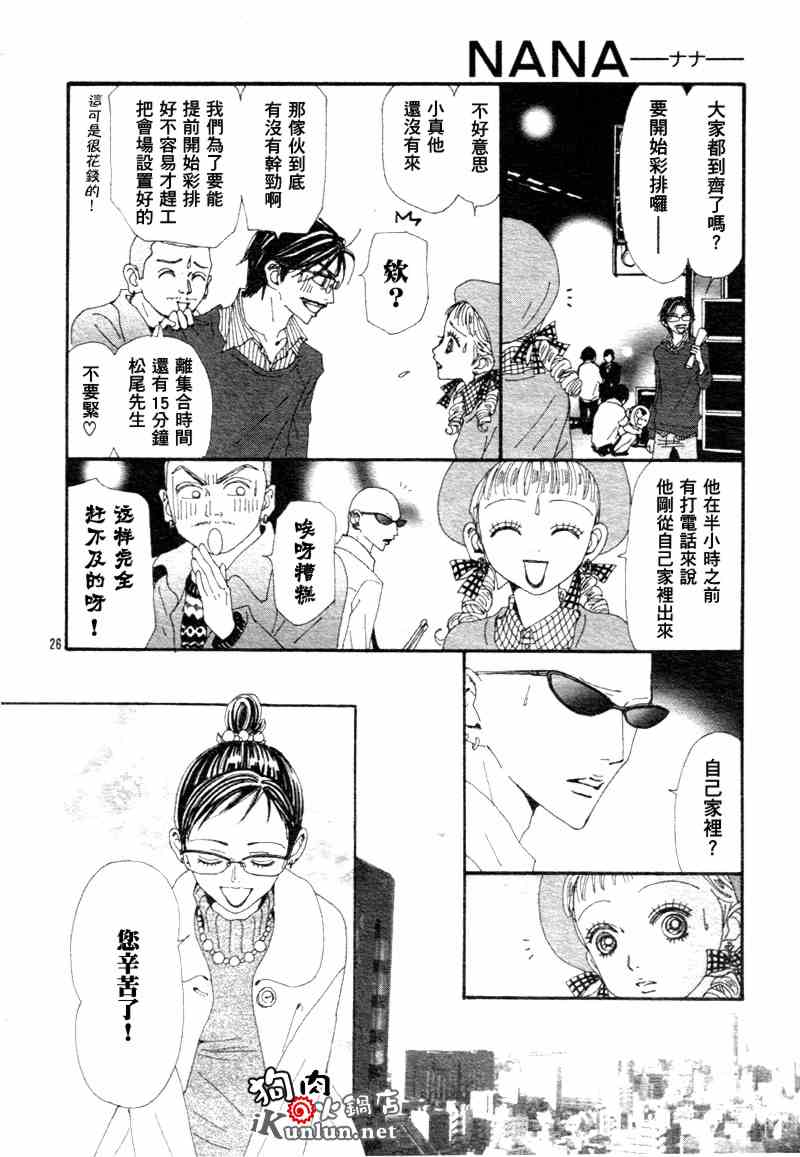 NANA—ナナ—
大家都到齊了嗎？
要開始彩排囉——
不好意思
小真他
還沒有來
欸？
那傢伙到底
有沒有幹勁啊
我們為了要能
提前開始彩排
好不容易才趕工
把會場設置好的
這可是很花錢的！
離集合時間
還有15分鐘
松尾先生
不要緊♡
他在半小時之前
有打電話來說
他剛從自己家裡出來
唉呀糟糕
这样完全
赶不及的呀！
26
自己家裡？
您辛苦了！
狗肉火鍋店
iKunlun.net